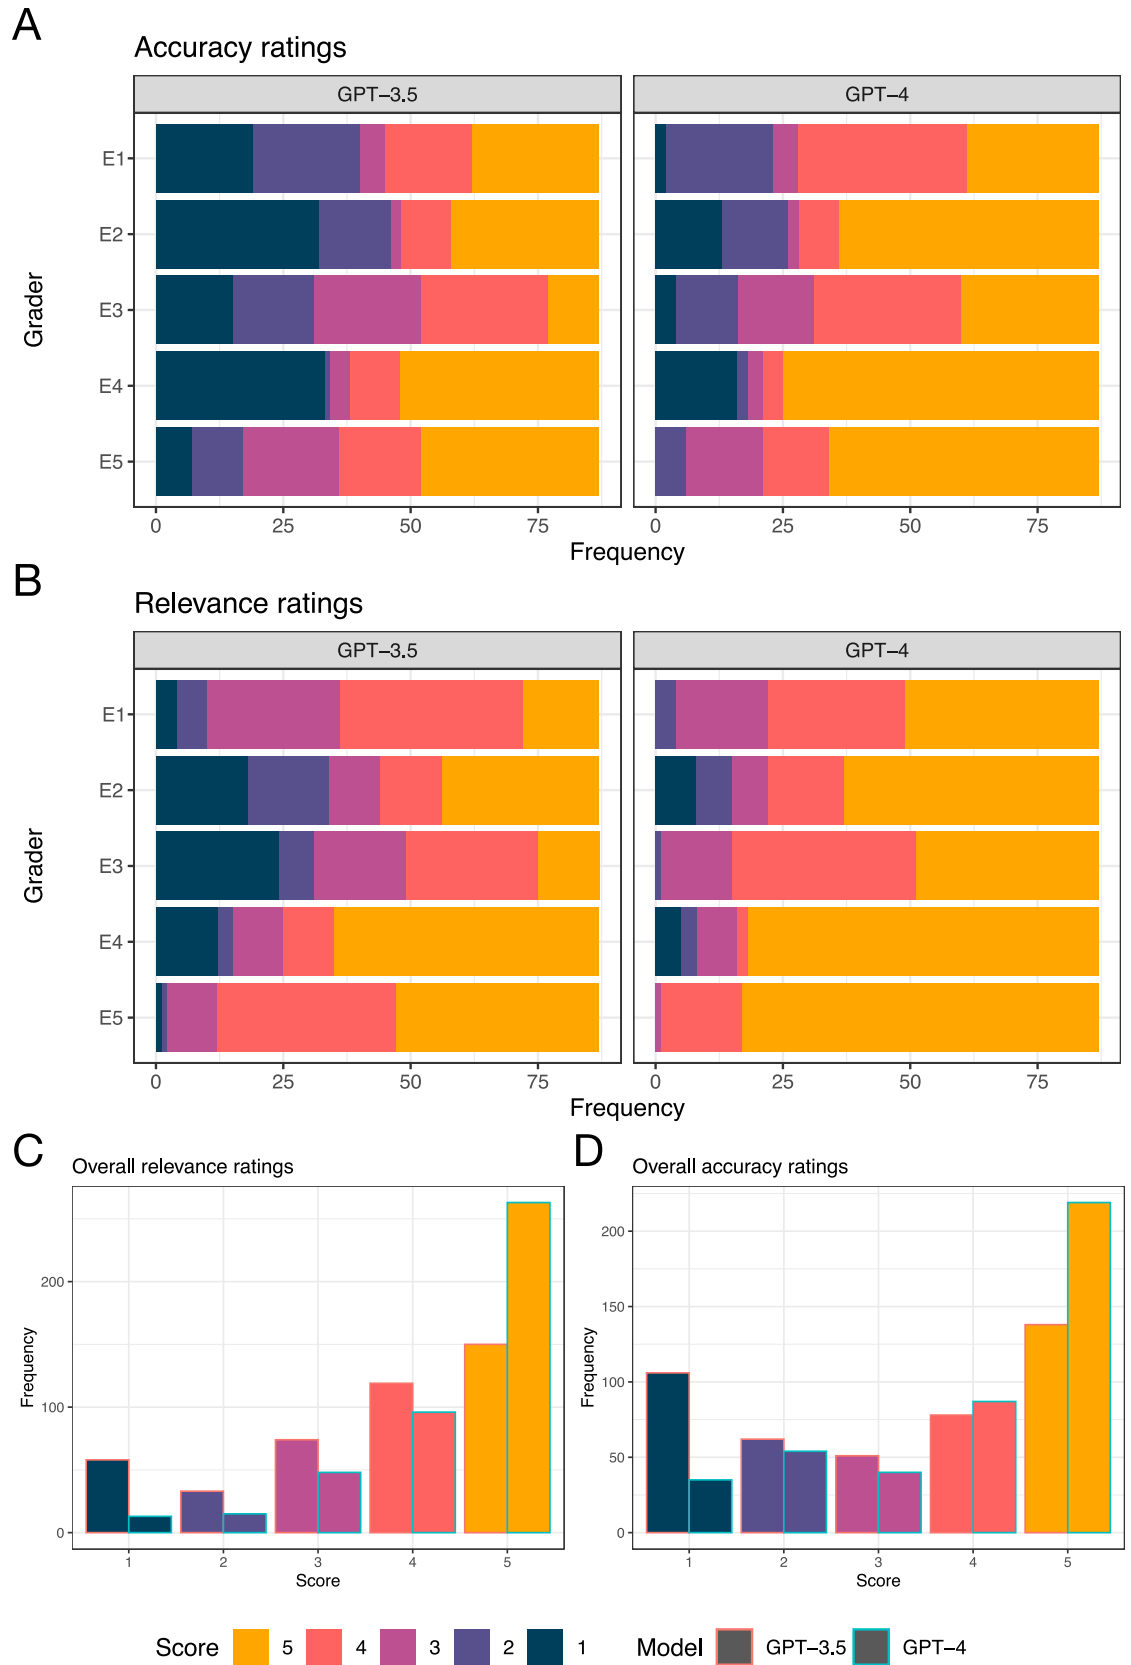 A
Accuracy ratings
GPT−3.5 GPT−4
E1
E2
E3
E4
E5
Grader
0 25 50 75 0 25 50 75
Frequency
B
Relevance ratings
GPT−3.5 GPT−4
E1
E2
E3
E4
E5
Grader
0 25 50 75 0 25 50 75
Frequency
C
Overall relevance ratings
200
100
0
Frequency
1 2 3 4 5
Score
D
Overall accuracy ratings
200
150
100
50
0
Frequency
1 2 3 4 5
Score
Score 5 4 3 2 1 Model GPT−3.5 GPT−4